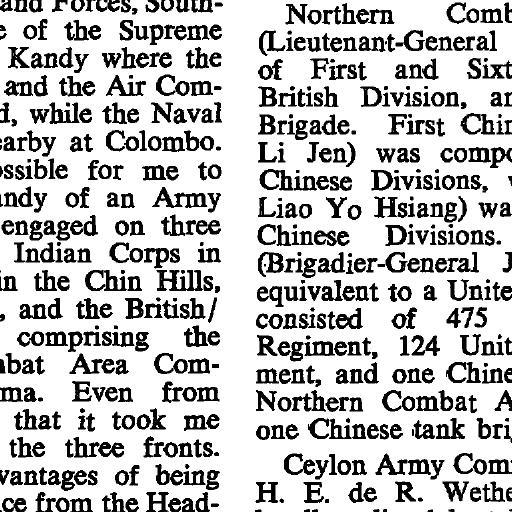 and Forces, South-
e of the Supreme
Kandy where the
and the Air Com-
d, while the Naval
earby at Colombo.
ossible for me to
andy of an Army
engaged on three
Indian Corps in
in the Chin Hills,
, and the British/
comprising the
mbat Area Com-
ma. Even from
that it took me
the three fronts.
vantages of being
ce from the Head-
Northern Comb
(Lieutenant-General
of First and Sixt
British Division, an
Brigade. First Chin
Li Jen) was compo
Chinese Divisions,
Liao Yo Hsiang) wa
Chinese Divisions.
(Brigadier-General J
equivalent to a Unite
consisted of 475
Regiment, 124 Unit
ment, and one Chine
Northern Combat A
one Chinese tank bri
Ceylon Army Com
H. E. de R. Wethe